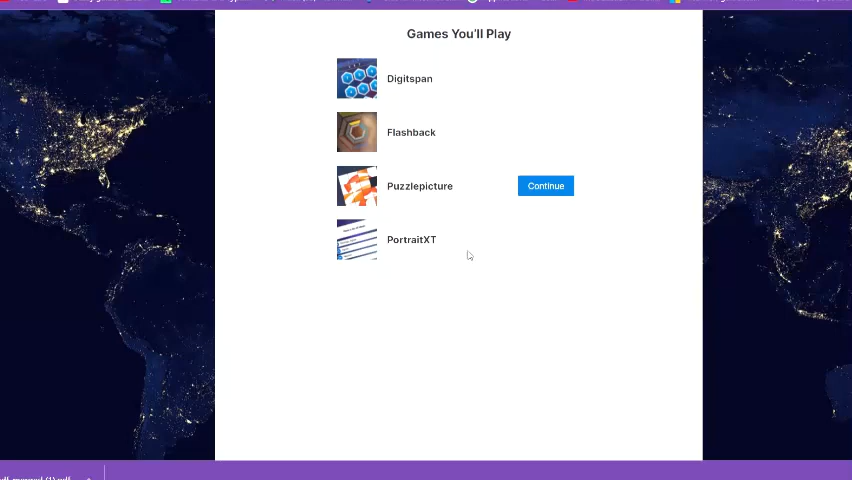 Games You'll Play
Digitspan
Flashback
Puzzlepicture
Continue
PortraitXT